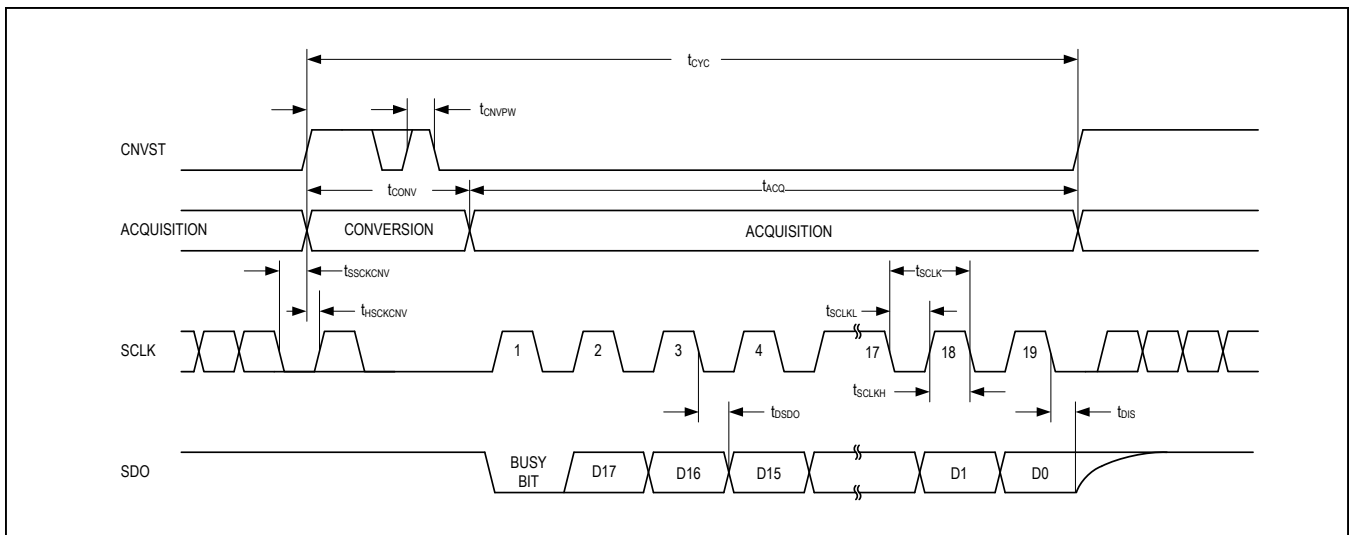 tCYC
tCNVPW
CNVST
tCONV
tACQ
ACQUISITION
CONVERSION
ACQUISITION
tSSCKCNV
tSCLK
tHSCKCNV
tSCLKL
SCLK
1 2 3 4 17 18 19
tSCLKH
tDSDO
tDIS
SDO
BUSY
BIT
D17 D16 D15 D1 D0